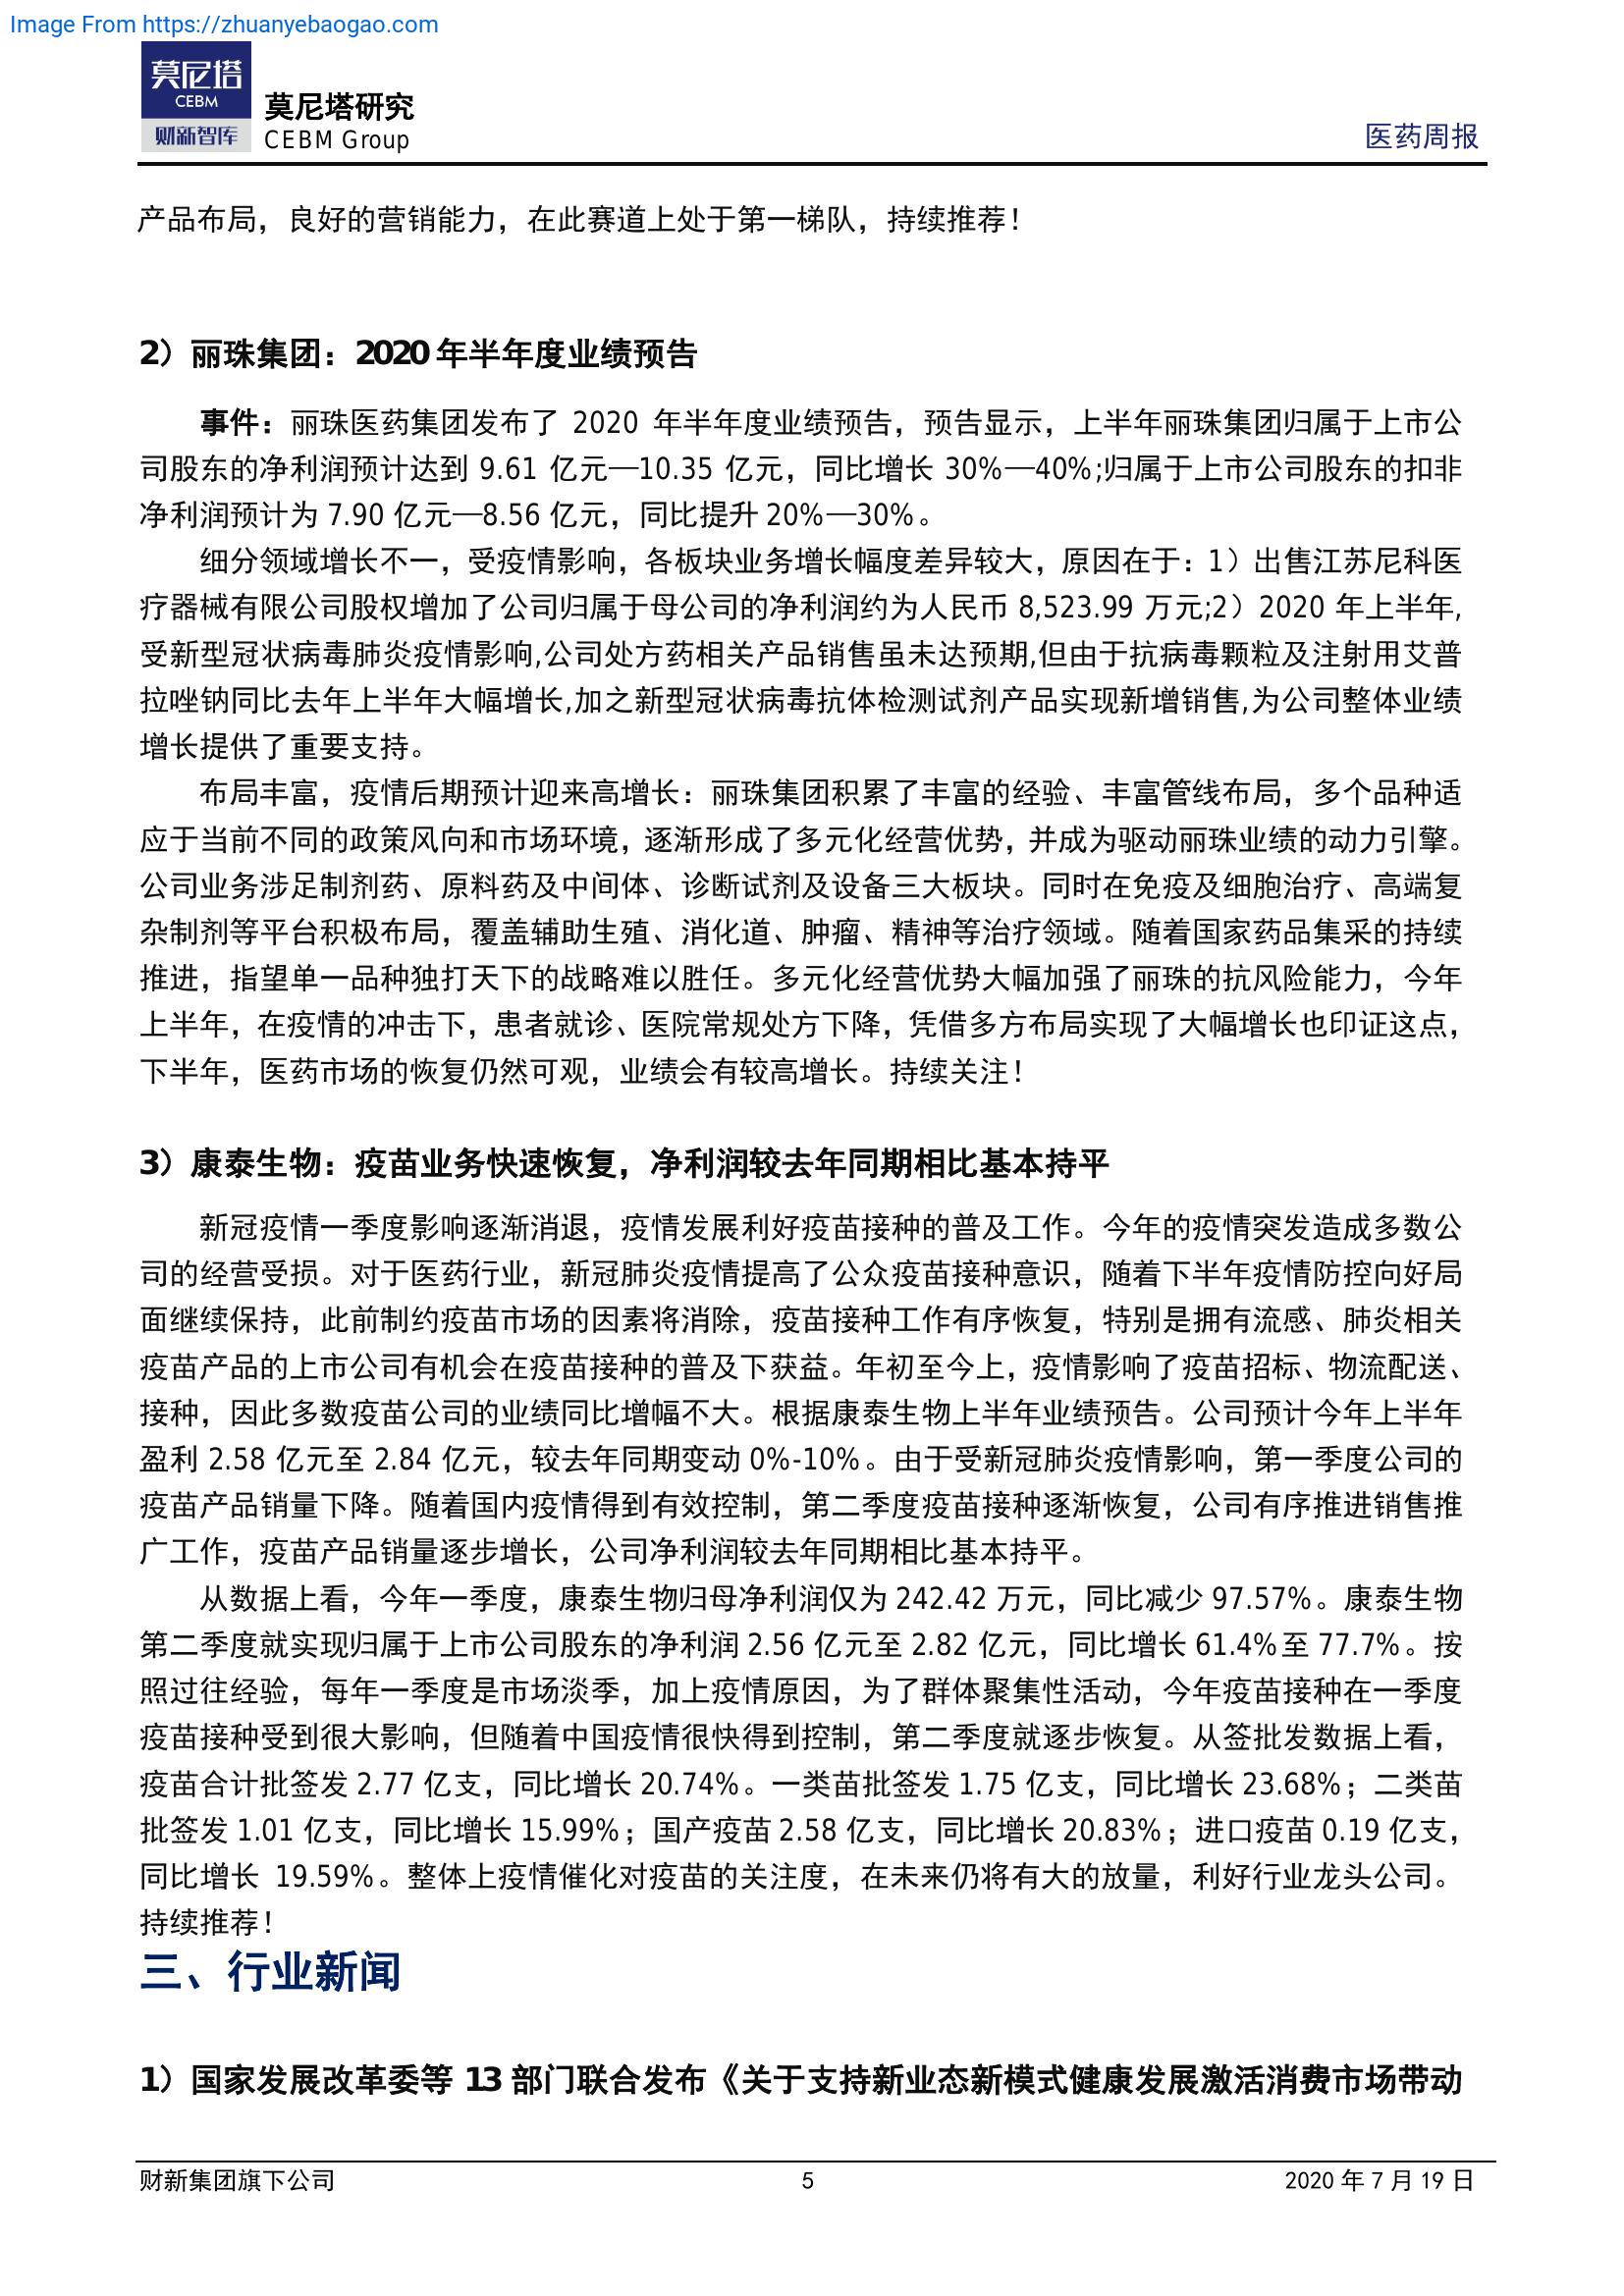 Image From https://zhuanyebaogao.com
莫尼塔
CEBM
财新智库
莫尼塔研究
CEBM Group
医药周报
产品布局，良好的营销能力，在此赛道上处于第一梯队，持续推荐！
2）丽珠集团：2020 年半年度业绩预告
事件：丽珠医药集团发布了 2020 年半年度业绩预告，预告显示，上半年丽珠集团归属于上市公
司股东的净利润预计达到 9.61 亿元—10.35 亿元，同比增长 30%—40%;归属于上市公司股东的扣非
净利润预计为 7.90 亿元—8.56 亿元，同比提升 20%—30%。
细分领域增长不一，受疫情影响，各板块业务增长幅度差异较大，原因在于：1）出售江苏尼科医
疗器械有限公司股权增加了公司归属于母公司的净利润约为人民币 8,523.99 万元;2）2020 年上半年,
受新型冠状病毒肺炎疫情影响,公司处方药相关产品销售虽未达预期,但由于抗病毒颗粒及注射用艾普
拉唑钠同比去年上半年大幅增长,加之新型冠状病毒抗体检测试剂产品实现新增销售,为公司整体业绩
增长提供了重要支持。
布局丰富，疫情后期预计迎来高增长：丽珠集团积累了丰富的经验、丰富管线布局，多个品种适
应于当前不同的政策风向和市场环境，逐渐形成了多元化经营优势，并成为驱动丽珠业绩的动力引擎。
公司业务涉足制剂药、原料药及中间体、诊断试剂及设备三大板块。同时在免疫及细胞治疗、高端复
杂制剂等平台积极布局，覆盖辅助生殖、消化道、肿瘤、精神等治疗领域。随着国家药品集采的持续
推进，指望单一品种独打天下的战略难以胜任。多元化经营优势大幅加强了丽珠的抗风险能力，今年
上半年，在疫情的冲击下，患者就诊、医院常规处方下降，凭借多方布局实现了大幅增长也印证这点，
下半年，医药市场的恢复仍然可观，业绩会有较高增长。持续关注！
3）康泰生物：疫苗业务快速恢复，净利润较去年同期相比基本持平
新冠疫情一季度影响逐渐消退，疫情发展利好疫苗接种的普及工作。今年的疫情突发造成多数公
司的经营受损。对于医药行业，新冠肺炎疫情提高了公众疫苗接种意识，随着下半年疫情防控向好局
面继续保持，此前制约疫苗市场的因素将消除，疫苗接种工作有序恢复，特别是拥有流感、肺炎相关
疫苗产品的上市公司有机会在疫苗接种的普及下获益。年初至今上，疫情影响了疫苗招标、物流配送、
接种，因此多数疫苗公司的业绩同比增幅不大。根据康泰生物上半年业绩预告。公司预计今年上半年
盈利 2.58 亿元至 2.84 亿元，较去年同期变动 0%-10%。由于受新冠肺炎疫情影响，第一季度公司的
疫苗产品销量下降。随着国内疫情得到有效控制，第二季度疫苗接种逐渐恢复，公司有序推进销售推
广工作，疫苗产品销量逐步增长，公司净利润较去年同期相比基本持平。
从数据上看，今年一季度，康泰生物归母净利润仅为 242.42 万元，同比减少 97.57%。康泰生物
第二季度就实现归属于上市公司股东的净利润 2.56 亿元至 2.82 亿元，同比增长 61.4%至 77.7%。按
照过往经验，每年一季度是市场淡季，加上疫情原因，为了群体聚集性活动，今年疫苗接种在一季度
疫苗接种受到很大影响，但随着中国疫情很快得到控制，第二季度就逐步恢复。从签批发数据上看，
疫苗合计批签发 2.77 亿支，同比增长 20.74%。一类苗批签发 1.75 亿支，同比增长 23.68%；二类苗
批签发 1.01 亿支，同比增长 15.99%；国产疫苗 2.58 亿支，同比增长 20.83%；进口疫苗 0.19 亿支，
同比增长 19.59%。整体上疫情催化对疫苗的关注度，在未来仍将有大的放量，利好行业龙头公司。
持续推荐！
三、行业新闻
1）国家发展改革委等 13 部门联合发布《关于支持新业态新模式健康发展激活消费市场带动
财新集团旗下公司
5
2020 年 7 月 19 日